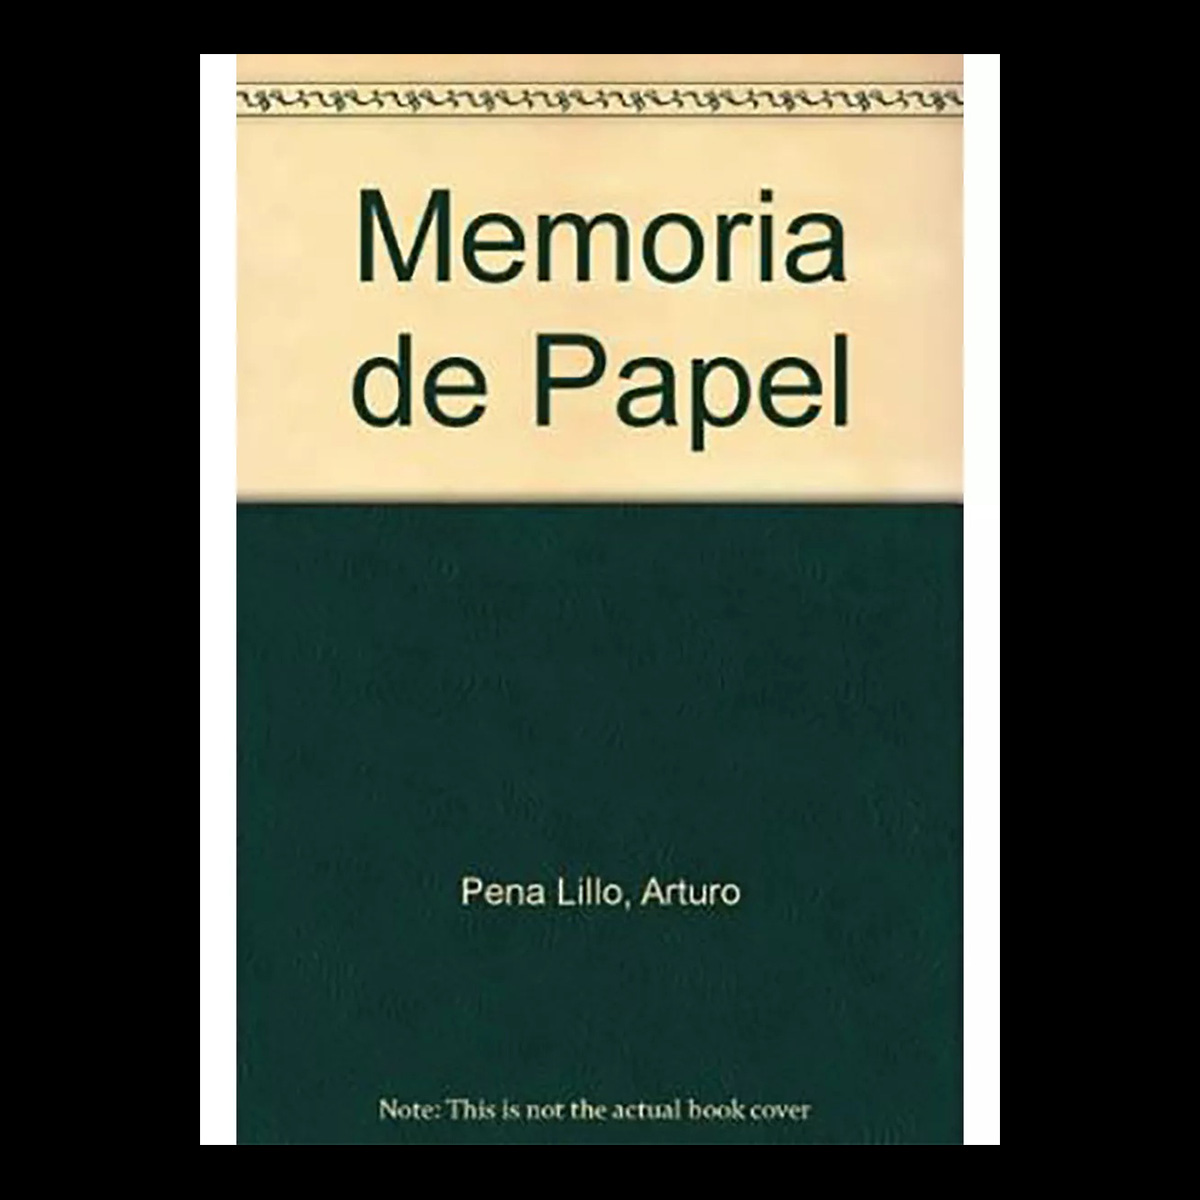 Memoria
de Papel
Pena Lillo, Arturo
Note: This is not the actual book cover